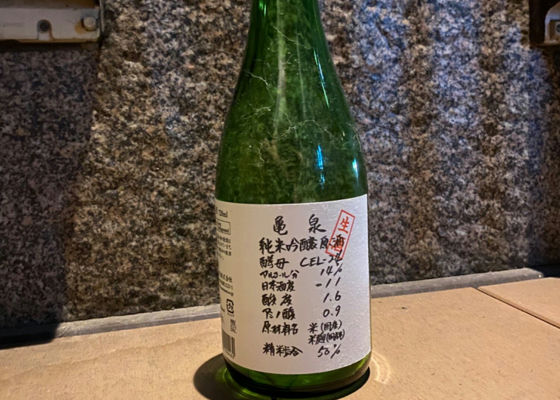 亀泉
生
純米吟醸原酒
酵母 CEL-24
アルコール分 14%
日本酒度 -11
酸度 1.6
アミノ酸 0.9
原材料名 米(国産)
米麹(国産米)
精米歩合 50%